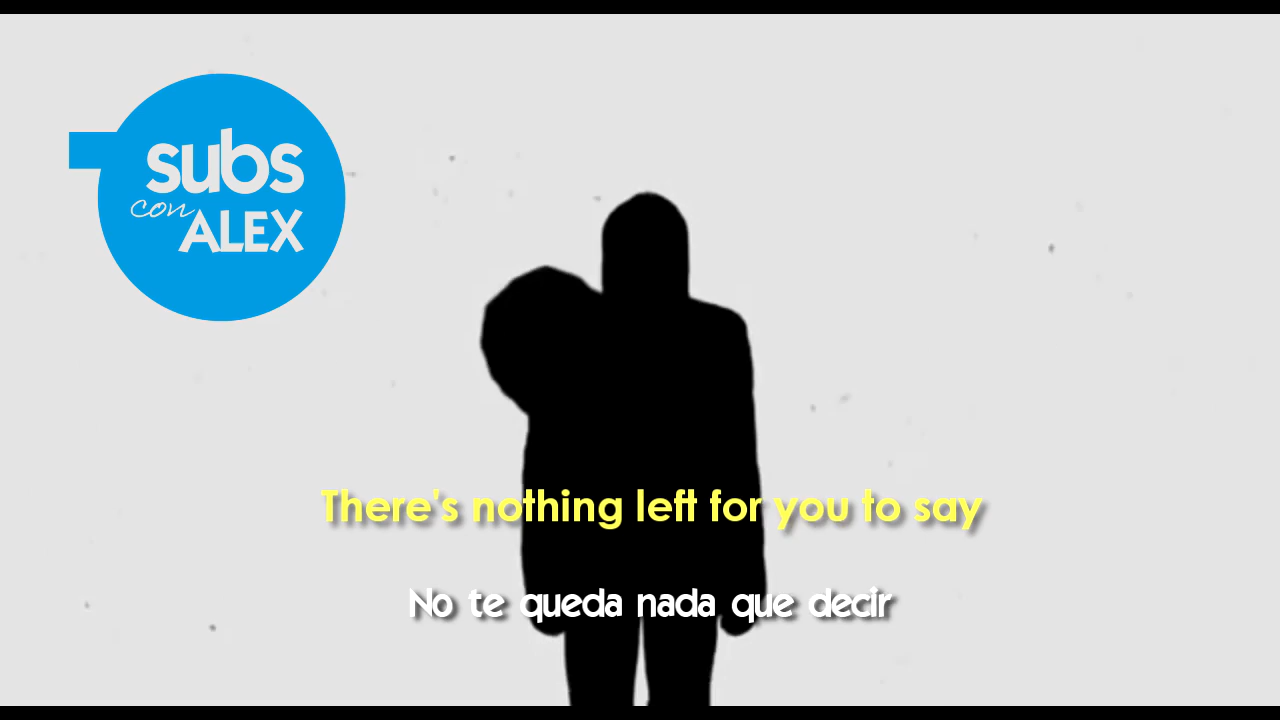 subs
con
ALEX
There's nothing left for you to say
No te queda nada que decir